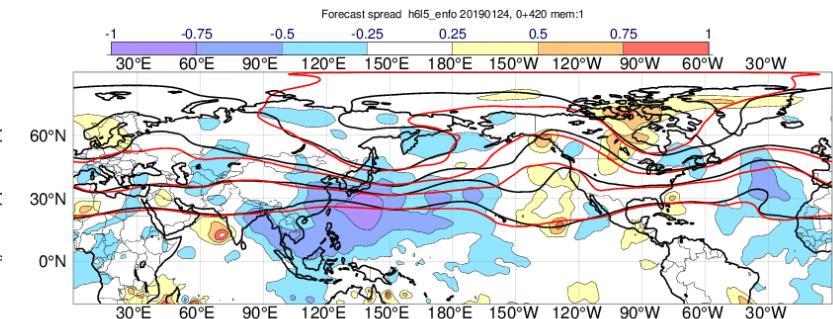 Forecast spread h6I5_enfo 20190124, 0+420 mem:1
-1 -0.75 -0.5 -0.25 0.25 0.5 0.75 1
30°E 60°E 90°E 120°E 150°E 180°E 150°W 120°W 90°W 60°W 30°W
60°N
30°N
0°N
30°E 60°E 90°E 120°E 150°E 180°E 150°W 120°W 90°W 60°W 30°W